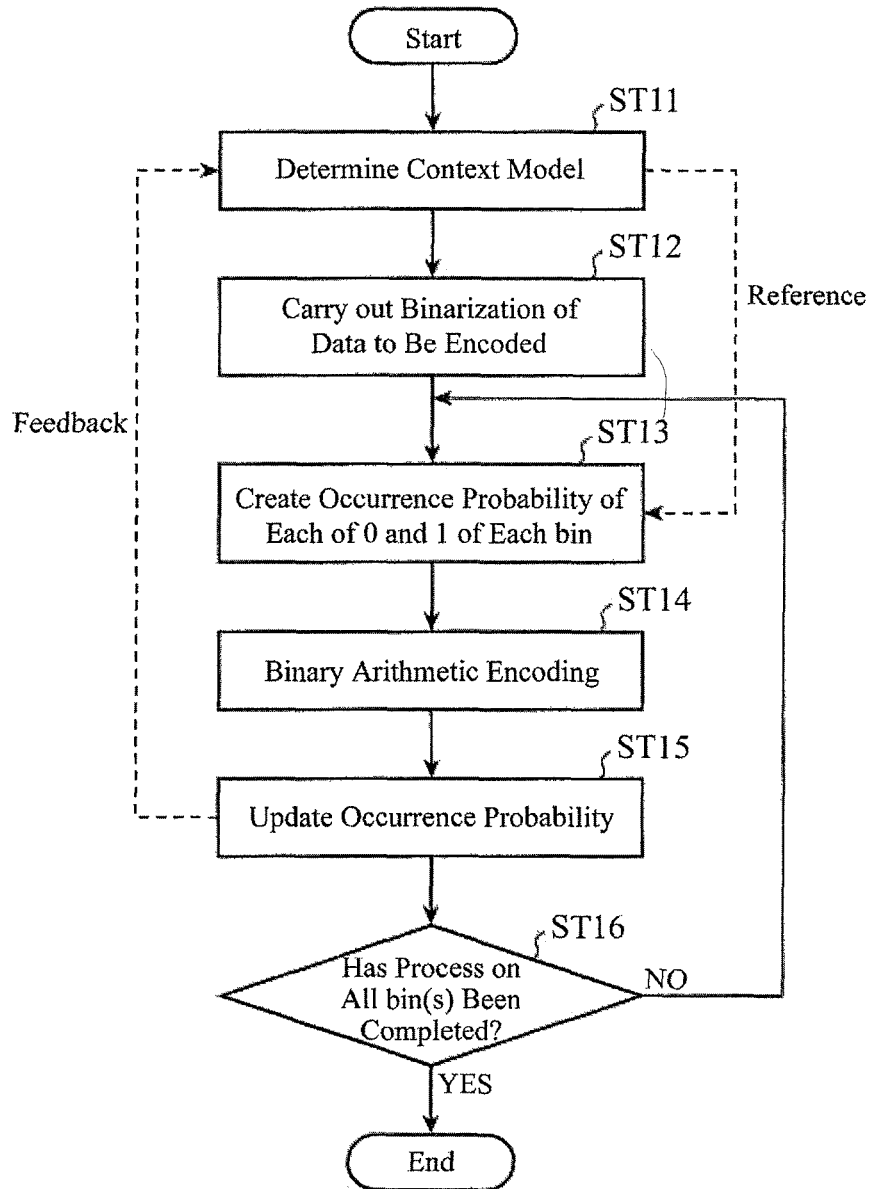 Start
ST11
Determine Context Model
ST12
Carry out Binarization of
Data to Be Encoded
Reference
Feedback
ST13
Create Occurrence Probability of
Each of 0 and 1 of Each bin
ST14
Binary Arithmetic Encoding
ST15
Update Occurrence Probability
ST16
Has Process on
All bin(s) Been
Completed?
NO
YES
End